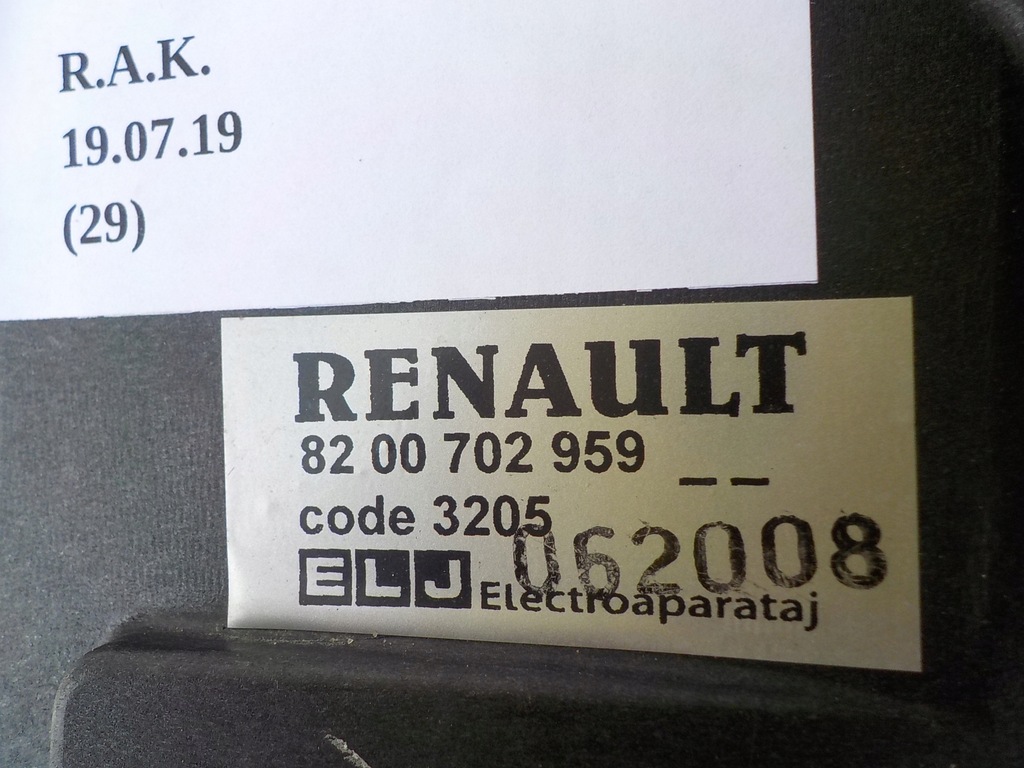 R.A.K.
19.07.19
(29)
RENAULT
82 00 702 959 _ _
code 3205
062008
ELJ Electroaparataj